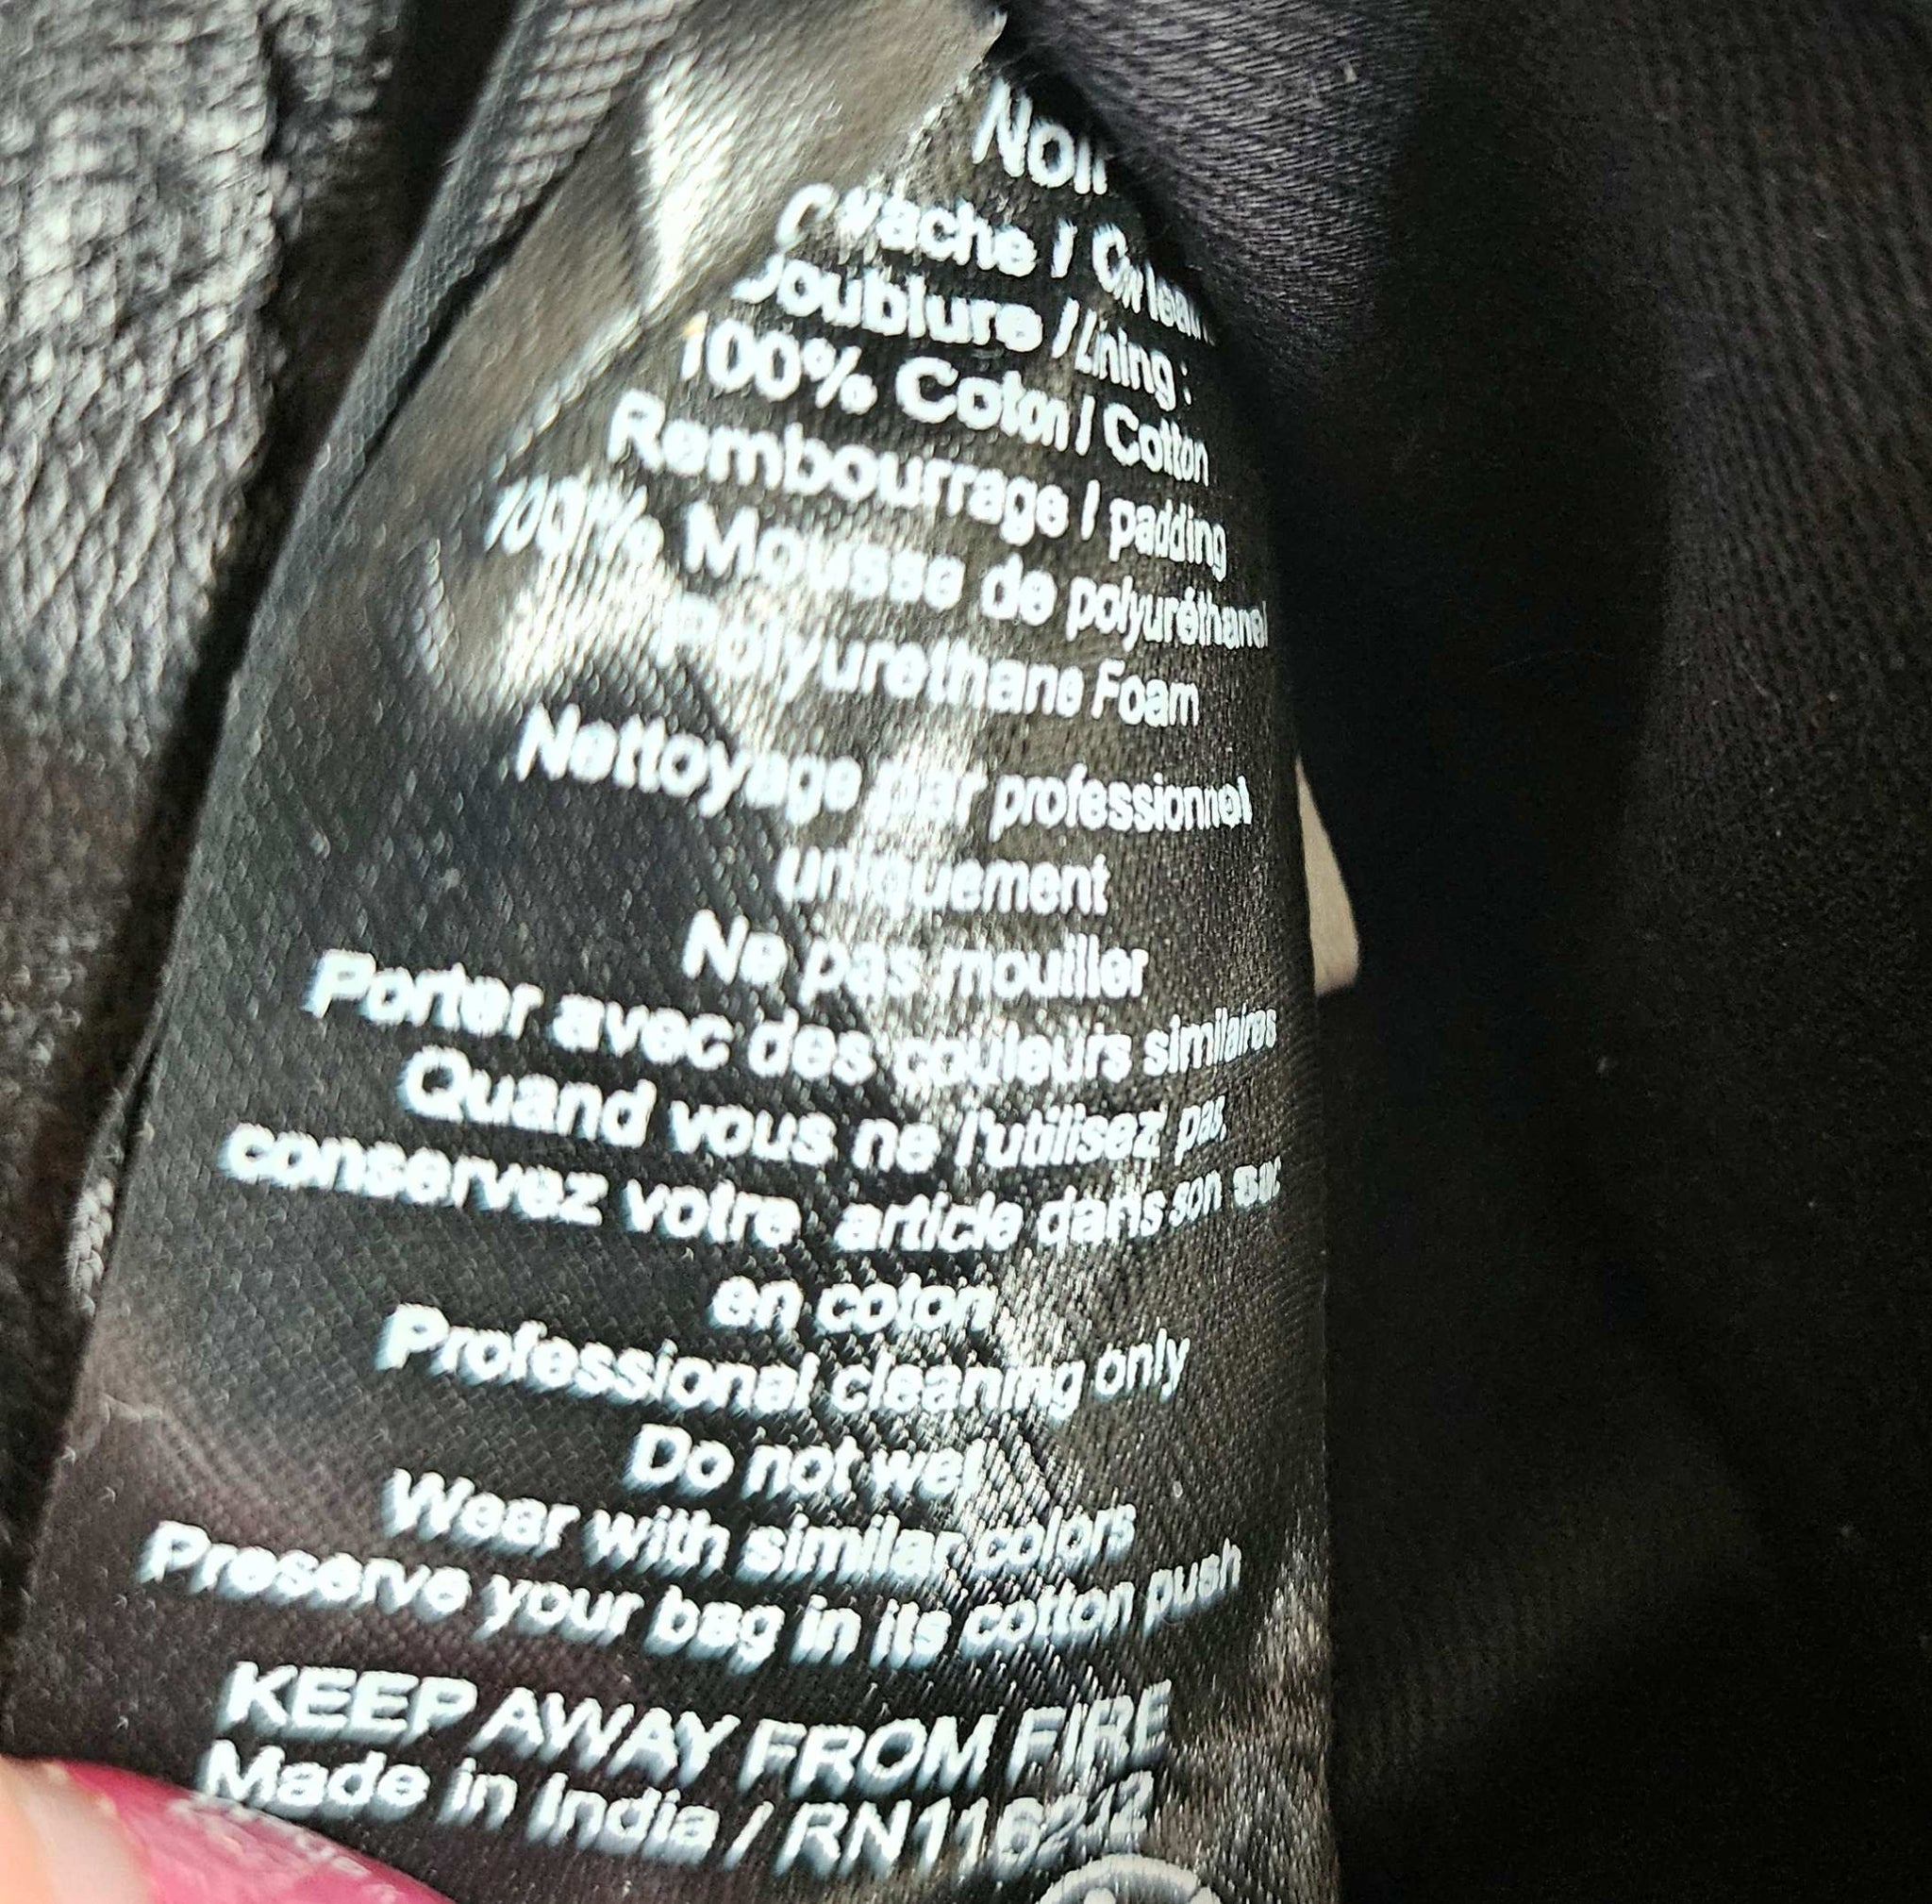 Noir
vache / Cow
Doublure / Lining :
100% Coton / Cotton
Rembourrage / padding
100% Mousse de polyuréthane/
Polyurethane Foam
Nettoyage par professionnel
uniquement
Ne pas mouiller
Porter avec des couleurs similaires
Quand vous ne l'utilisez pas,
conservez votre article dans son sac
en coton
Professional cleaning only
Do not wet
Wear with similar colors
Preserve your bag in its cotton push
KEEP AWAY FROM FIRE
Made in India /